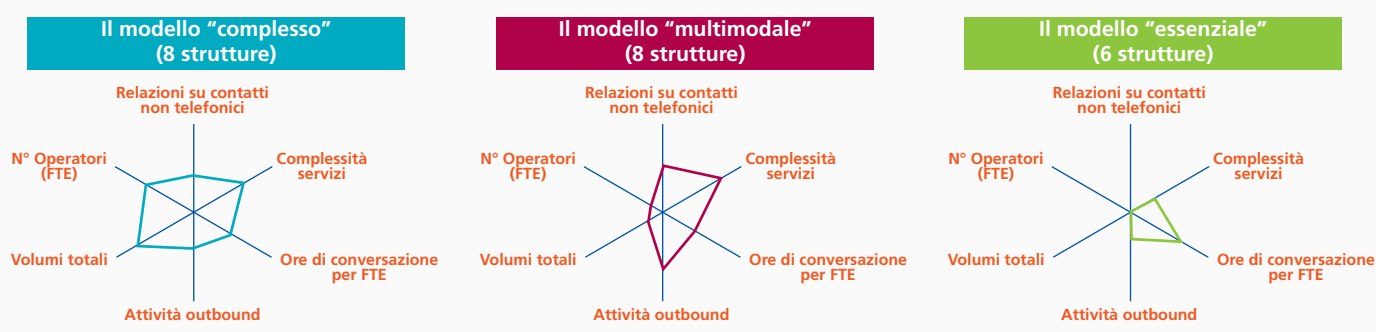 Il modello “complesso”
(8 strutture)
Relazioni su contatti
non telefonici
N° Operatori
(FTE)
Complessità
servizi
Volumi totali
Ore di conversazione
per FTE
Attività outbound
Il modello “multimodale”
(8 strutture)
Relazioni su contatti
non telefonici
N° Operatori
(FTE)
Complessità
servizi
Volumi totali
Ore di conversazione
per FTE
Attività outbound
Il modello “essenziale”
(6 strutture)
Relazioni su contatti
non telefonici
N° Operatori
(FTE)
Complessità
servizi
Volumi totali
Ore di conversazione
per FTE
Attività outbound